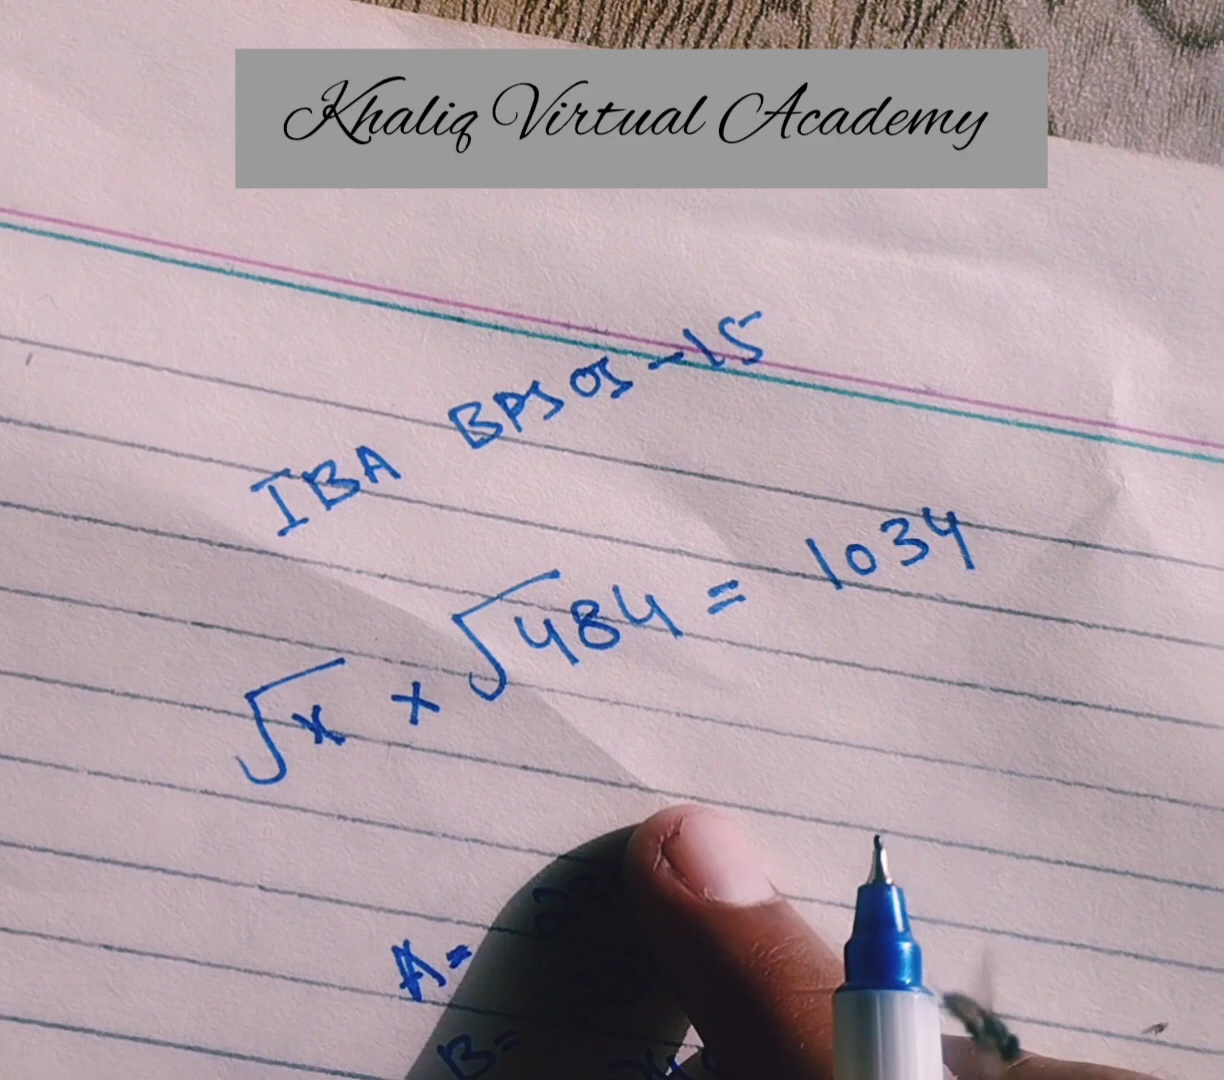 Khaliq Virtual Academy
IBA BPS 05-15
√x × √484 = 1034
A=
B=